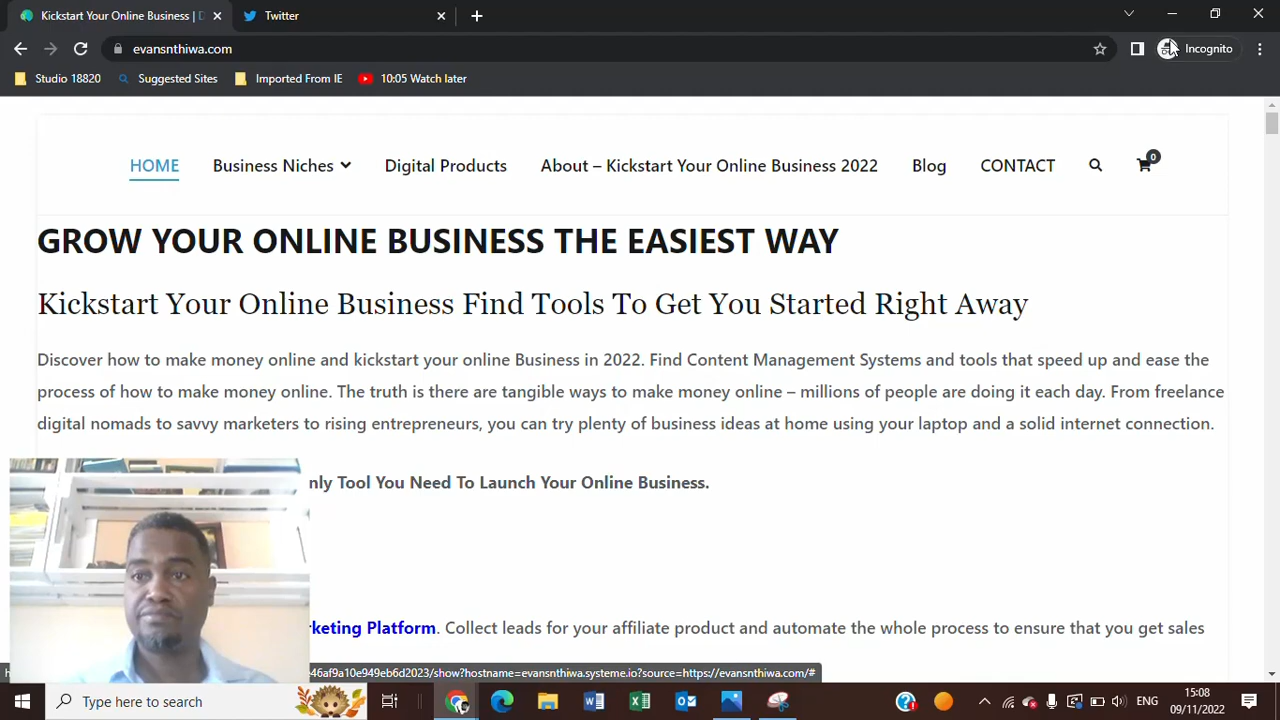 Kickstart Your Online Business |
Twitter
evansnthiwa.com
Incognito
Studio 18820
Suggested Sites
Imported From IE
10:05 Watch later
HOME
Business Niches
Digital Products
About – Kickstart Your Online Business 2022
Blog
CONTACT
0
GROW YOUR ONLINE BUSINESS THE EASIEST WAY
Kickstart Your Online Business Find Tools To Get You Started Right Away
Discover how to make money online and kickstart your online Business in 2022. Find Content Management Systems and tools that speed up and ease the
process of how to make money online. The truth is there are tangible ways to make money online – millions of people are doing it each day. From freelance
digital nomads to savvy marketers to rising entrepreneurs, you can try plenty of business ideas at home using your laptop and a solid internet connection.
nly Tool You Need To Launch Your Online Business.
rketing Platform. Collect leads for your affiliate product and automate the whole process to ensure that you get sales
46af9a10e949eb6d2023/show?hostname=evansnthiwa.systeme.io?source=https://evansnthiwa.com/#
Type here to search
ENG
15:08
09/11/2022